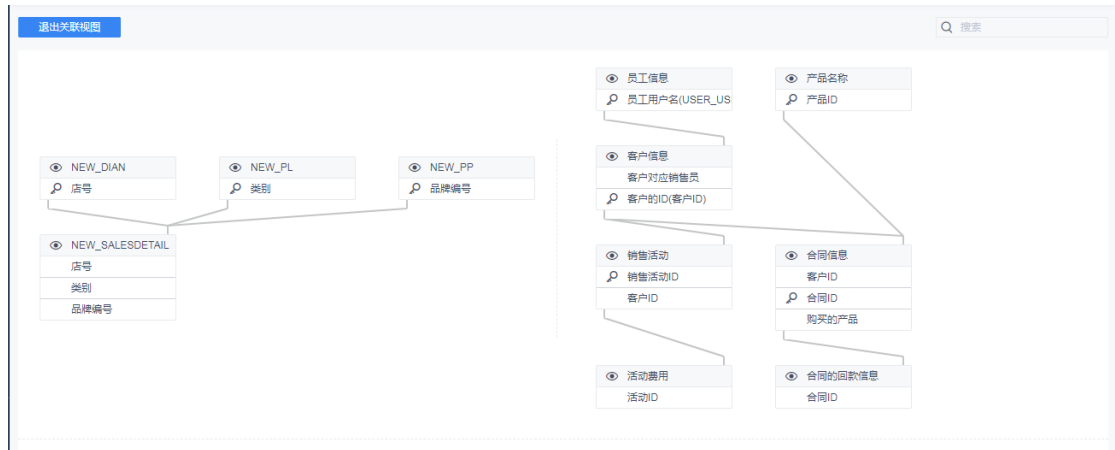 退出关联视图
搜索
NEW_DIAN
店号
NEW_PL
类别
NEW_PP
品牌编号
NEW_SALESDETAIL
店号
类别
品牌编号
员工信息
员工用户名(USER_US
产品名称
产品ID
客户信息
客户对应销售员
客户的ID(客户ID)
销售活动
销售活动ID
客户ID
合同信息
客户ID
合同ID
购买的产品
活动费用
活动ID
合同的回款信息
合同ID